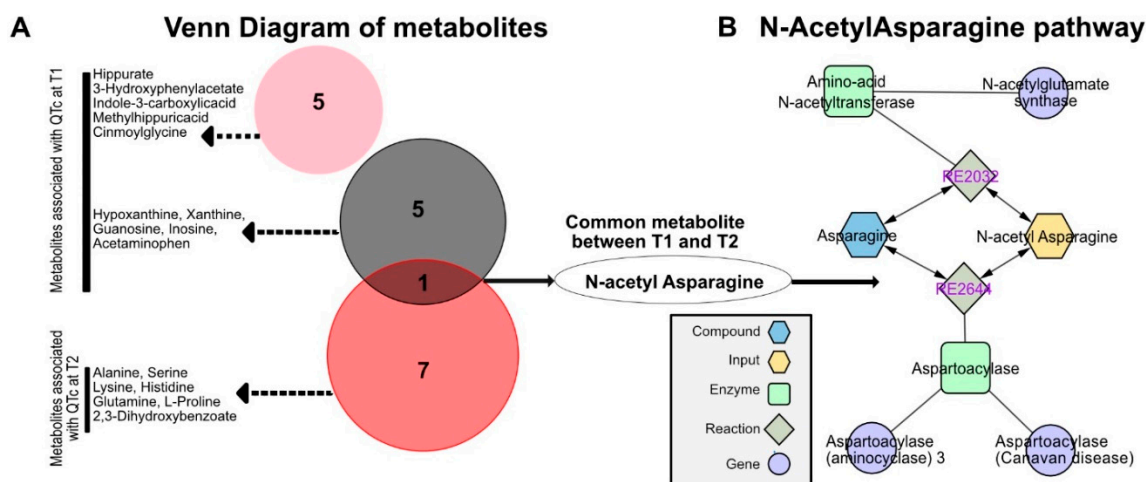 A
Venn Diagram of metabolites
Metabolites associated with QTc at T1
Hippurate
3-Hydroxyphenylacetate
Indole-3-carboxylicacid
Methylhippuricacid
Cinmoylglycine
5
Hypoxanthine, Xanthine,
Guanosine, Inosine,
Acetaminophen
5
1
Metabolites associated
with QTc at T2
Alanine, Serine
Lysine, Histidine
Glutamine, L-Proline
2,3-Dihydroxybenzoate
7
Common metabolite
between T1 and T2
N-acetyl Asparagine
Compound
Input
Enzyme
Reaction
Gene
B
N-AcetylAsparagine pathway
Amino-acid
N-acetyltransferase
N-acetylglutamate
synthase
RE2032
Asparagine
N-acetyl Asparagine
RE2644
Aspartoacylase
Aspartoacylase
(aminocyclase) 3
Aspartoacylase
(Canavan disease)